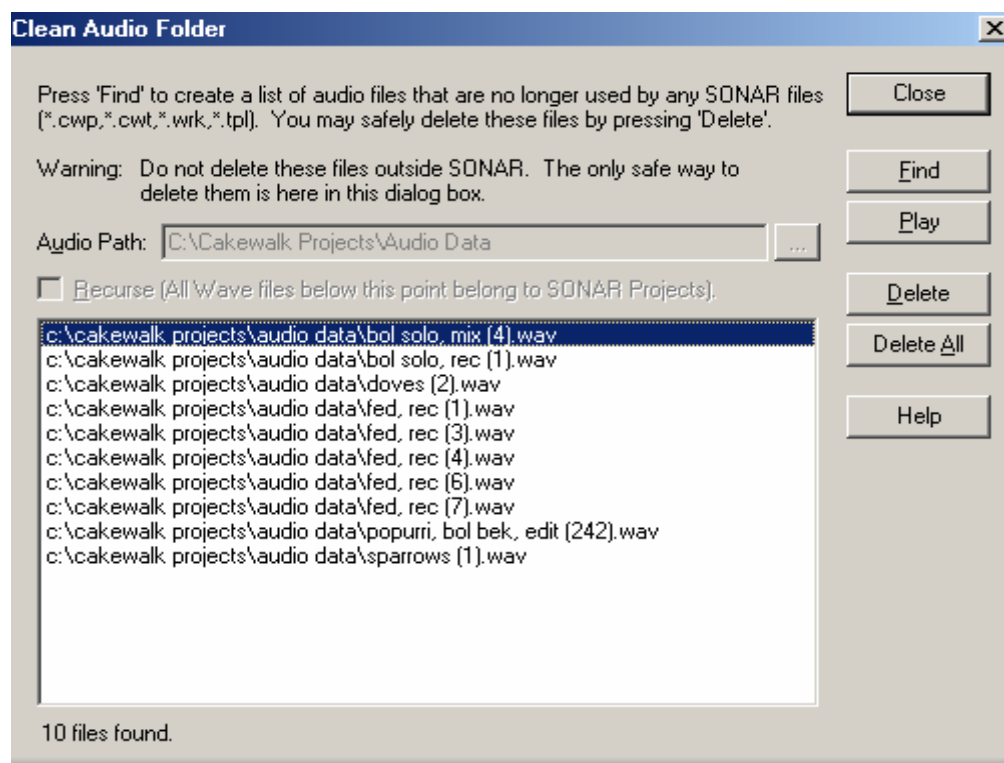 Clean Audio Folder
Press 'Find' to create a list of audio files that are no longer used by any SONAR files
(*.cwp,*.cwt,*.wrk,*.tpl). You may safely delete these files by pressing 'Delete'.
Warning: Do not delete these files outside SONAR. The only safe way to
delete them is here in this dialog box.
Audio Path: C:\Cakewalk Projects\Audio Data ...
Recurse (All Wave files below this point belong to SONAR Projects).
c:\cakewalk projects\audio data\bol solo, mix (4).wav
c:\cakewalk projects\audio data\bol solo, rec (1).wav
c:\cakewalk projects\audio data\doves (2).wav
c:\cakewalk projects\audio data\fed, rec (1).wav
c:\cakewalk projects\audio data\fed, rec (3).wav
c:\cakewalk projects\audio data\fed, rec (4).wav
c:\cakewalk projects\audio data\fed, rec (6).wav
c:\cakewalk projects\audio data\fed, rec (7).wav
c:\cakewalk projects\audio data\popurri, bol bek, edit (242).wav
c:\cakewalk projects\audio data\sparrows (1).wav
10 files found.
Close
Find
Play
Delete
Delete All
Help